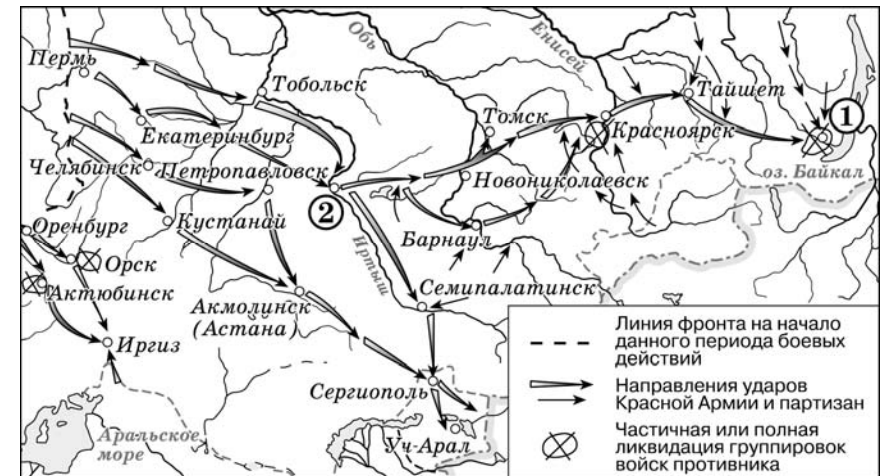 Обь
Енисей
Пермь
Тобольск
Тайшет
1
Томск
Екатеринбург
Красноярск
Челябинск
Петропавловск
Новониколаевск
оз. Байкал
2
Оренбург
Кустанай
Барнаул
Иртыш
Орск
Актюбинск
Семипалатинск
Акмолинск
(Астана)
Иргиз
Сергиополь
Аральское
море
Уч-Арал
Линия фронта на начало
данного периода боевых
действий
Направления ударов
Красной Армии и партизан
Частичная или полная
ликвидация группировок
войск противника